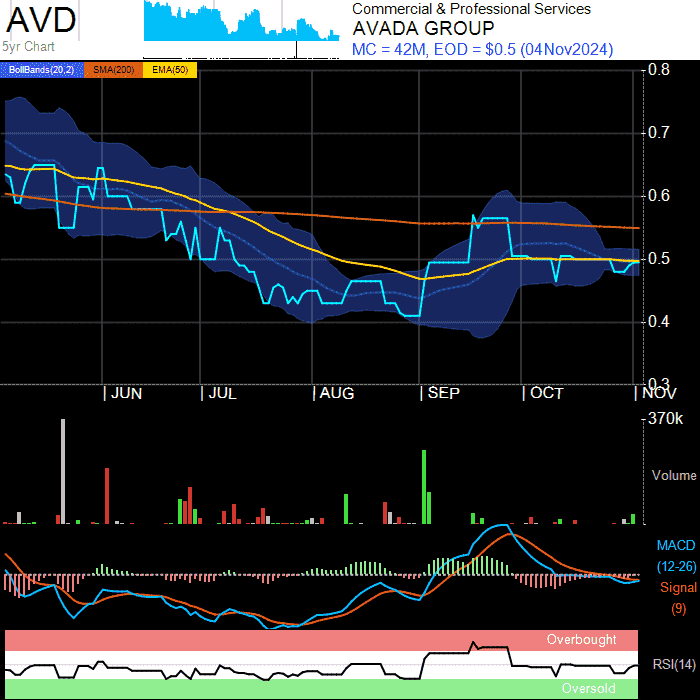 AVD
5yr Chart
Commercial & Professional Services
AVADA GROUP
MC = 42M, EOD = $0.5 (04Nov2024)
BollBands(20,2) SMA(200) EMA(50)
0.8
0.7
0.6
0.5
0.4
0.3
JUN JUL AUG SEP OCT NOV
370k
Volume
MACD
(12-26)
Signal
(9)
Overbought
RSI(14)
Oversold